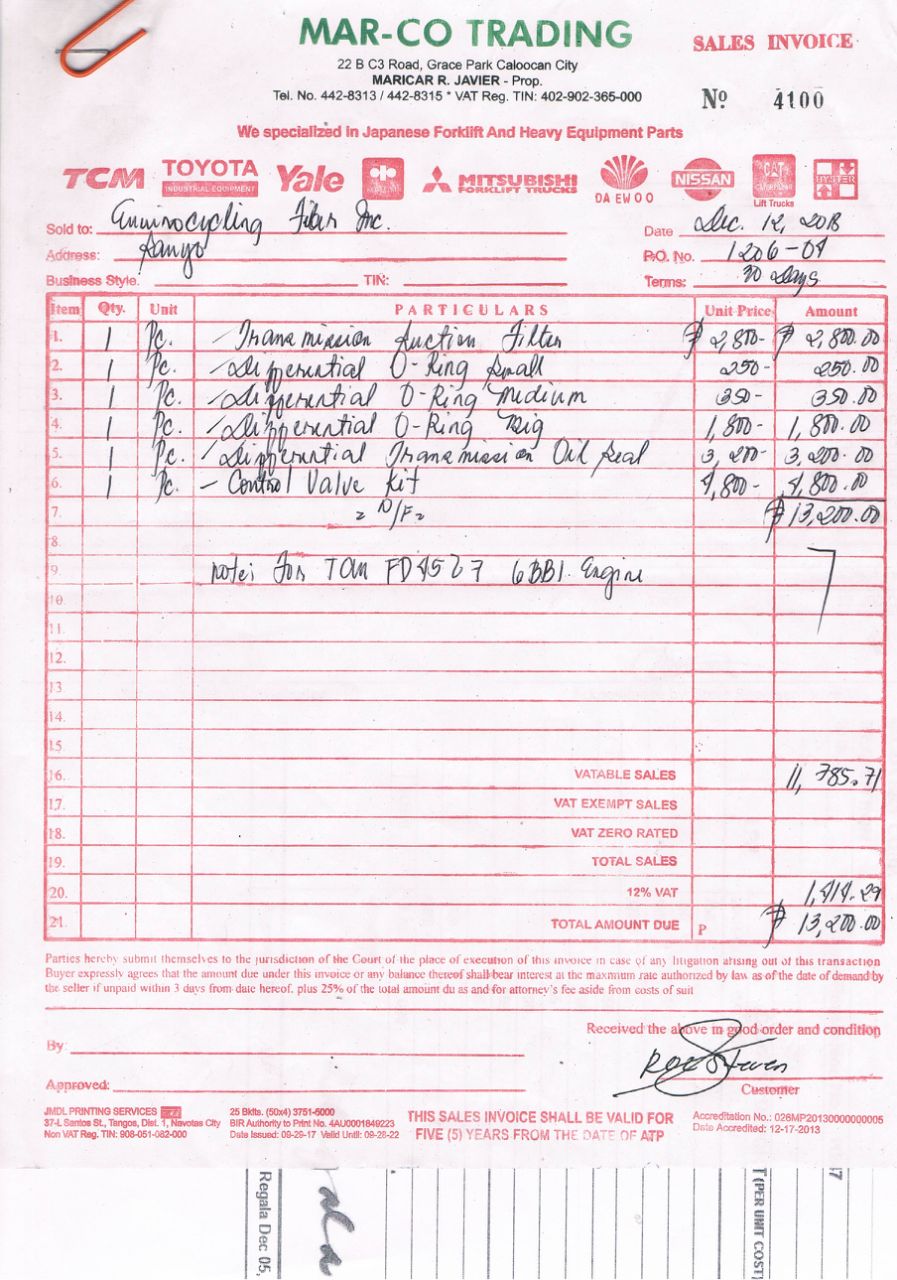 MAR-CO TRADING
22 B C3 Road, Grace Park Caloocan City
MARICAR R. JAVIER - Prop.
Tel. No. 442-8313 / 442-8315 * VAT Reg. TIN: 402-902-365-000
SALES INVOICE
Nº 4100
We specialized in Japanese Forklift And Heavy Equipment Parts
TCM TOYOTA INDUSTRIAL EQUIPMENT Yale KOMATSU MITSUBISHI FORKLIFT TRUCKS DAEWOO NISSAN CAT CATERPILLAR Lift Trucks HYSTER
Sold to: Envirocycling Fiber Inc. Date Dec. 12, 2018
Address: Sanyo P.O. No. 1206-04
Business Style. TIN: Terms: 30 Days
Item Qty. Unit PARTICULARS Unit Price Amount
1. 1 Pc. - Transmission Suction Filter ₱ 2,800- ₱ 2,800.00
2. 1 Pc. - Differential O-Ring Small 250- 250.00
3. 1 Pc. - Differential O-Ring Medium 350- 350.00
4. 1 Pc. - Differential O-Ring Big 1,800- 1,800.00
5. 1 Pc. - Differential Transmission Oil Seal 3,200- 3,200.00
6. 1 Pc. - Control Valve Kit 4,800- 4,800.00
7. = N/F = ₱ 13,200.00
8.
9. note: For TCM FD45Z7 6BB1 Engine
10.
11.
12.
13.
14.
15.
16. VATABLE SALES 11,785.71
17. VAT EXEMPT SALES
18. VAT ZERO RATED
19. TOTAL SALES
20. 12% VAT 1,414.29
21. TOTAL AMOUNT DUE P ₱ 13,200.00
Parties hereby submit themselves to the jurisdiction of the Court of the place of execution of this invoice in case of any litigation arising out of this transaction
Buyer expressly agrees that the amount due under this invoice or any balance thereof shall bear interest at the maximum rate authorized by law as of the date of demand by
the seller if unpaid within 3 days from date hereof. plus 25% of the total amount du as and for attorney's fee aside from costs of suit
Received the above in good order and condition
By:
Approved:
Customer
JMDL PRINTING SERVICES
37-L Santos St., Tangos, Dist. 1, Navotas City
Non VAT Reg. TIN: 908-051-082-000
25 Bklts. (50x4) 3751-5000
BIR Authority to Print No. 4AU0001849223
Date Issued: 09-29-17 Valid Until: 09-28-22
THIS SALES INVOICE SHALL BE VALID FOR
FIVE (5) YEARS FROM THE DATE OF ATP
Accreditation No.: 026MP20130000000005
Date Accredited: 12-17-2013
Regala Dec 05,
(PER UNIT COST)